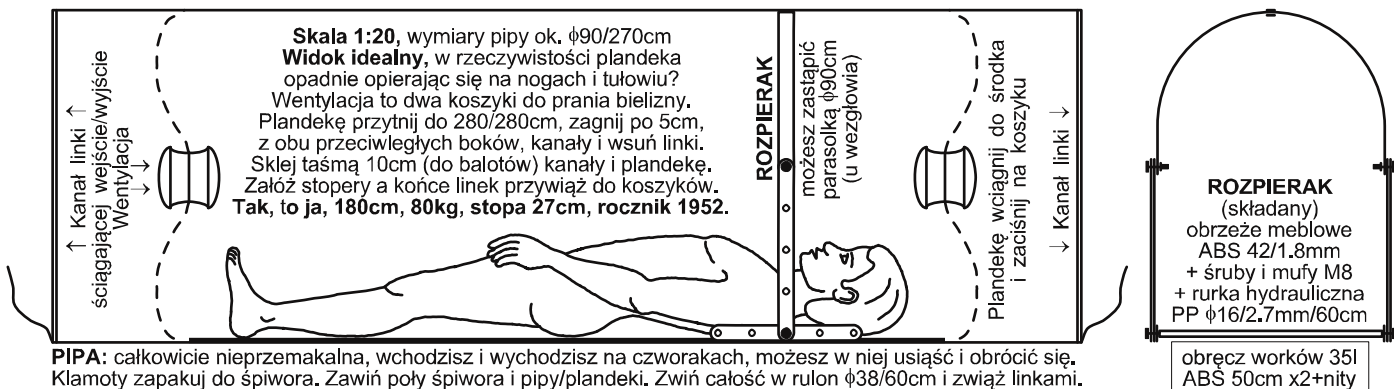 ↑ Kanał linki ↑
ściągającej wejście/wyjście
Wentylacja
→
→
Skala 1:20, wymiary pipy ok. ϕ90/270cm
Widok idealny, w rzeczywistości plandeka
opadnie opierając się na nogach i tułowiu?
Wentylacja to dwa koszyki do prania bielizny.
Plandekę przytnij do 280/280cm, zagnij po 5cm,
z obu przeciwległych boków, kanały i wsuń linki.
Sklej taśmą 10cm (do balotów) kanały i plandekę.
Załóż stopery a końce linek przywiąż do koszyków.
Tak, to ja, 180cm, 80kg, stopa 27cm, rocznik 1952.
ROZPIERAK
możesz zastąpić
parasolką ϕ90cm
(u wezgłowia)
Plandekę wciągnij do środka
i zaciśnij na koszyku
↓ Kanał linki ↓
ROZPIERAK
(składany)
obrzeże meblowe
ABS 42/1.8mm
+ śruby i mufy M8
+ rurka hydrauliczna
PP ϕ16/2.7mm/60cm
obręcz worków 35l
ABS 50cm x2+nity
PIPA: całkowicie nieprzemakalna, wchodzisz i wychodzisz na czworakach, możesz w niej usiąść i obrócić się.
Klamoty zapakuj do śpiwora. Zawiń poły śpiwora i pipy/plandeki. Zwiń całość w rulon ϕ38/60cm i zwiąż linkami.